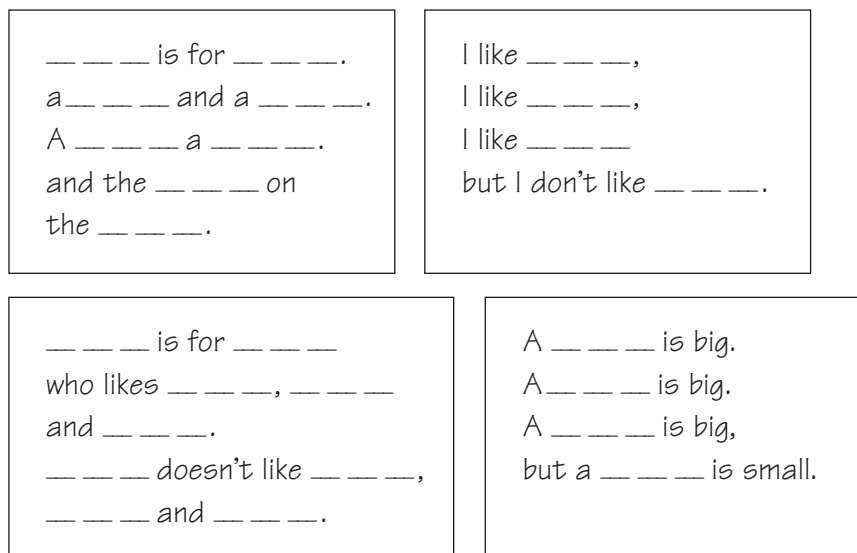 __ __ __ is for __ __ __.
a __ __ __ and a __ __ __.
A __ __ __ a __ __ __.
and the __ __ __ on
the __ __ __.
I like __ __ __,
I like __ __ __,
I like __ __ __
but I don't like __ __ __.
__ __ __ is for __ __ __
who likes __ __ __, __ __ __
and __ __ __.
__ __ __ doesn't like __ __ __,
__ __ __ and __ __ __.
A __ __ __ is big.
A __ __ __ is big.
A __ __ __ is big,
but a __ __ __ is small.